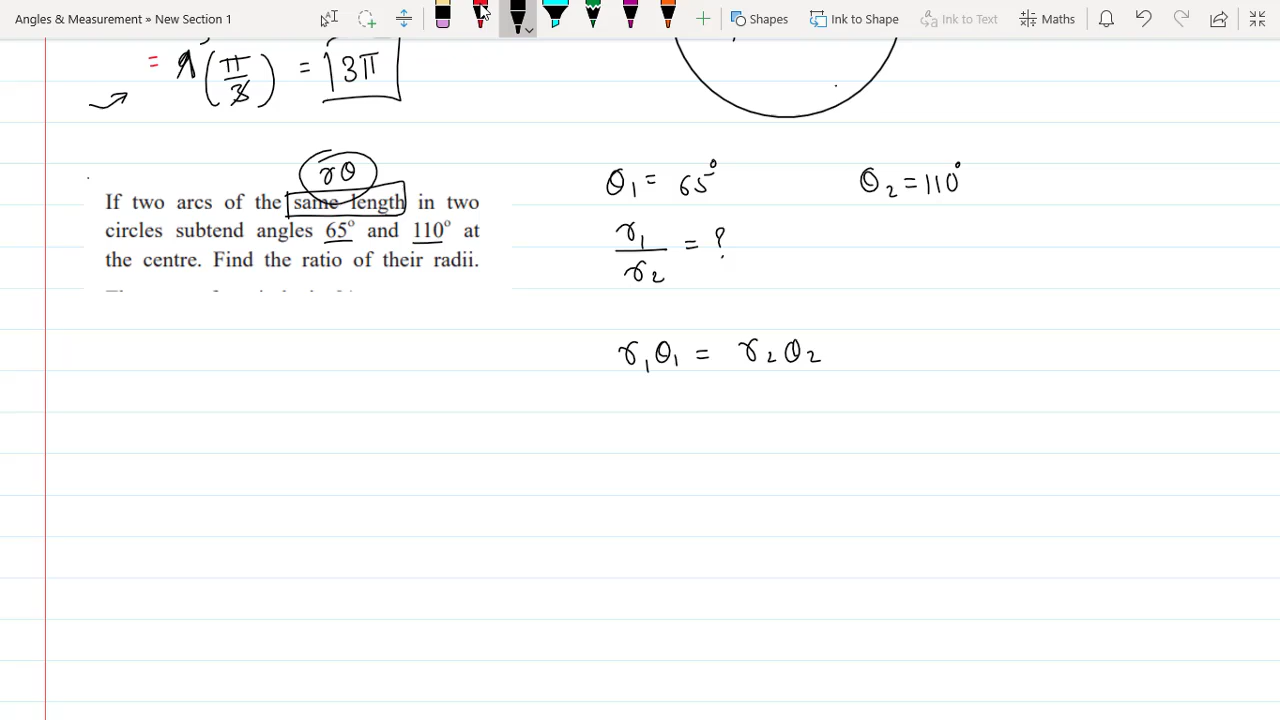 Angles & Measurement » New Section 1
Shapes
Ink to Shape
Ink to Text
Maths
= (π/3) = 3π
rθ
If two arcs of the same length in two
circles subtend angles 65° and 110° at
the centre. Find the ratio of their radii.
θ₁ = 65° θ₂ = 110°
r₁/r₂ = ?
r₁θ₁ = r₂θ₂